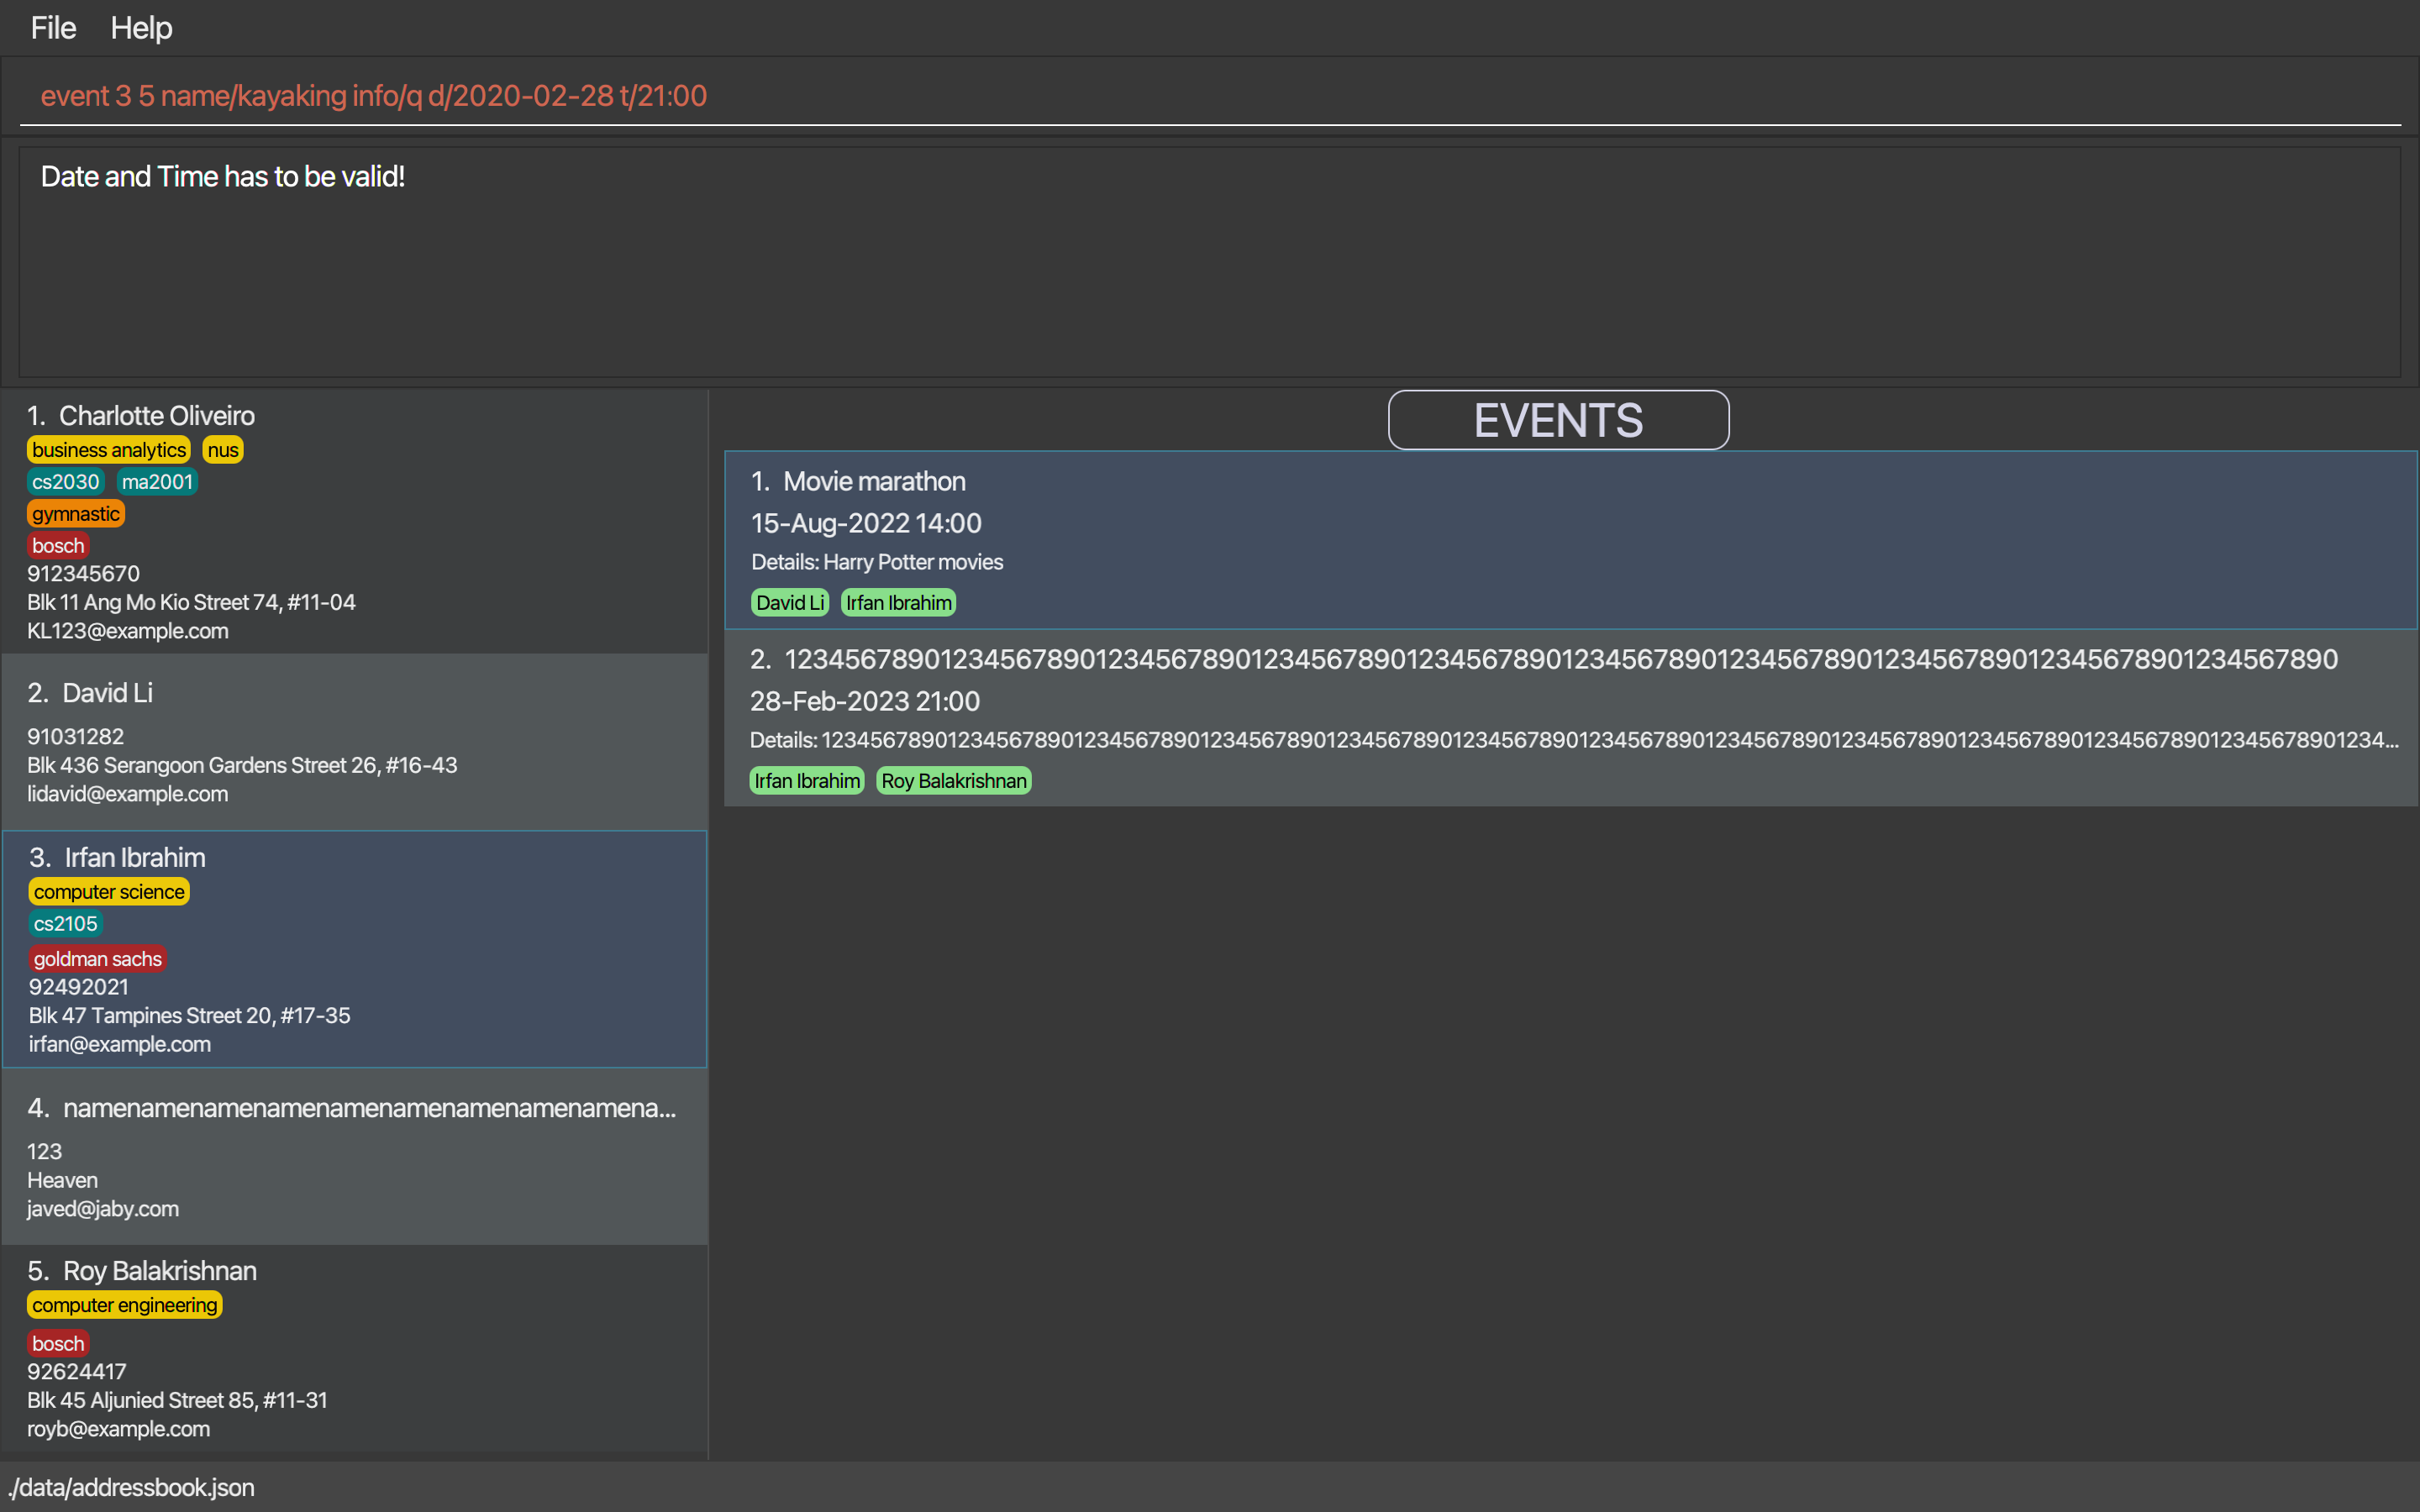 File Help
event 3 5 name/kayaking info/q d/2020-02-28 t/21:00
Date and Time has to be valid!
1. Charlotte Oliveiro
business analytics nus
cs2030 ma2001
gymnastic
bosch
912345670
Blk 11 Ang Mo Kio Street 74, #11-04
KL123@example.com
2. David Li
91031282
Blk 436 Serangoon Gardens Street 26, #16-43
lidavid@example.com
3. Irfan Ibrahim
computer science
cs2105
goldman sachs
92492021
Blk 47 Tampines Street 20, #17-35
irfan@example.com
4. namenamenamenamenamenamenamenamenamena...
123
Heaven
javed@jaby.com
5. Roy Balakrishnan
computer engineering
bosch
92624417
Blk 45 Aljunied Street 85, #11-31
royb@example.com
EVENTS
1. Movie marathon
15-Aug-2022 14:00
Details: Harry Potter movies
David Li Irfan Ibrahim
2. 1234567890123456789012345678901234567890123456789012345678901234567890123456789012345678901234567890
28-Feb-2023 21:00
Details: 12345678901234567890123456789012345678901234567890123456789012345678901234567890123456789012345678901234567890123456789012345678901234...
Irfan Ibrahim Roy Balakrishnan
./data/addressbook.json